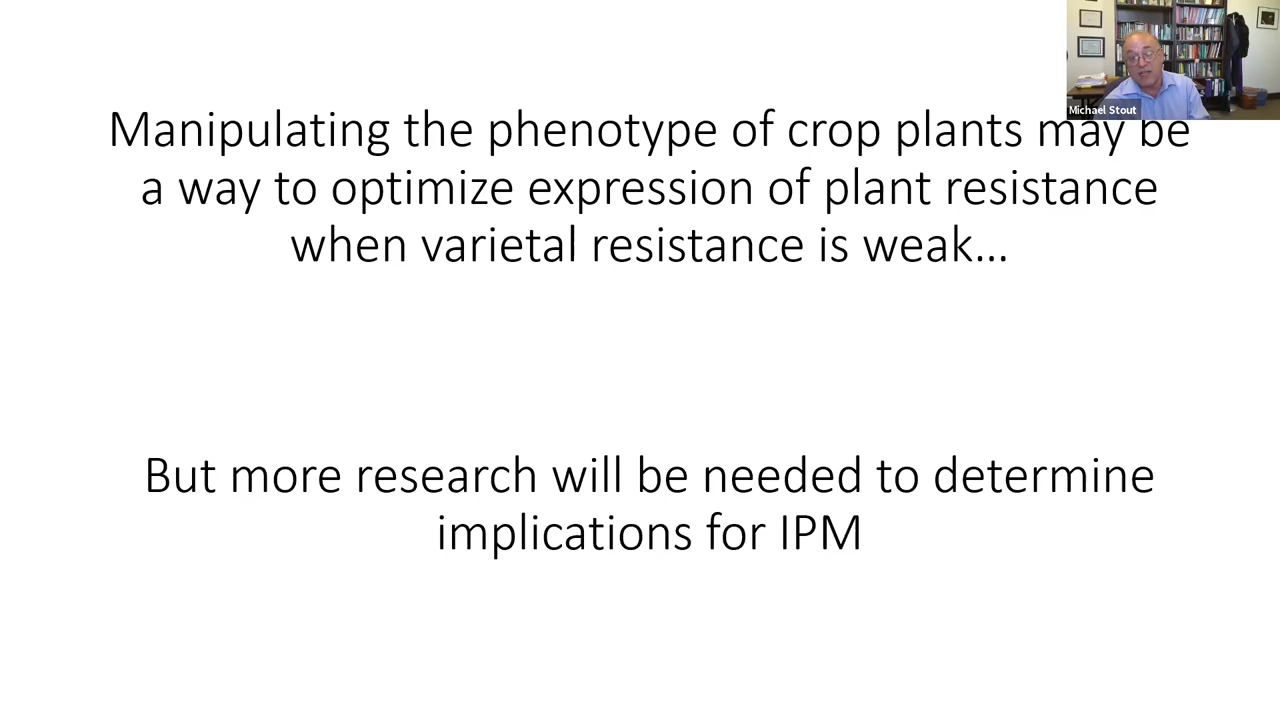 Michael Stout
Manipulating the phenotype of crop plants may be
a way to optimize expression of plant resistance
when varietal resistance is weak…
But more research will be needed to determine
implications for IPM